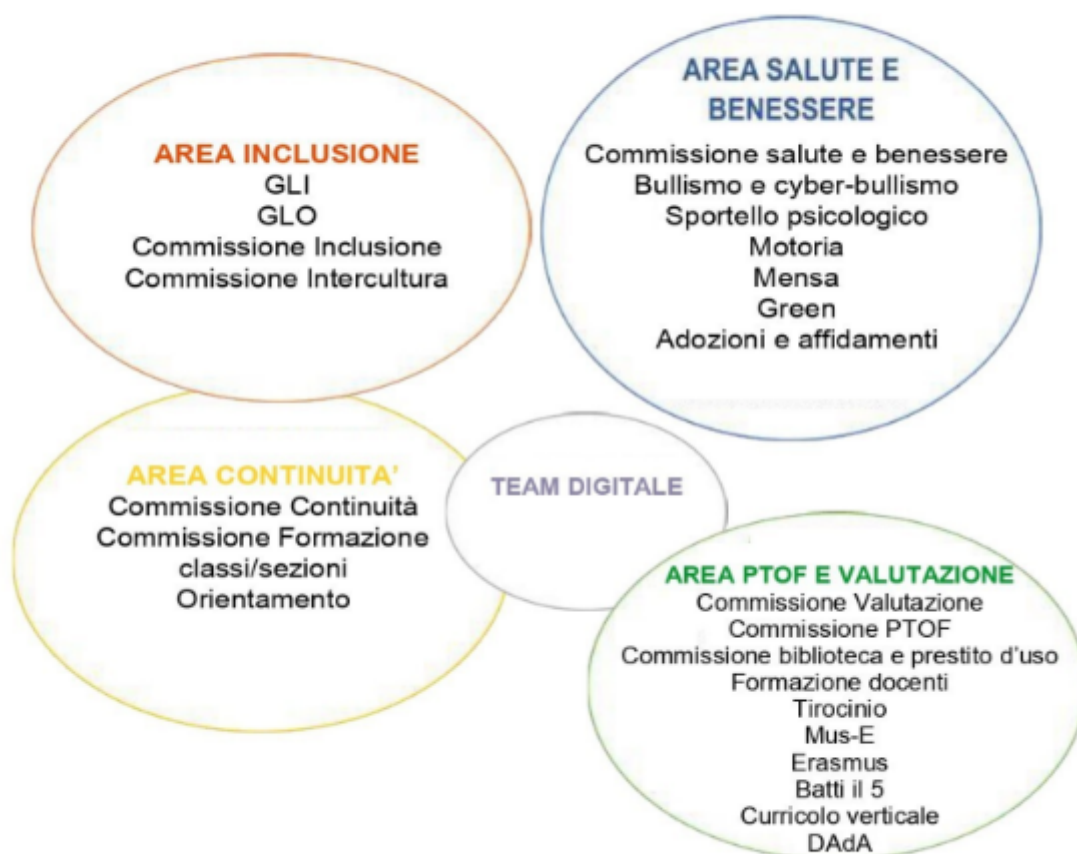 AREA INCLUSIONE
GLI
GLO
Commissione Inclusione
Commissione Intercultura
AREA SALUTE E
BENESSERE
Commissione salute e benessere
Bullismo e cyber-bullismo
Sportello psicologico
Motoria
Mensa
Green
Adozioni e affidamenti
AREA CONTINUITA'
Commissione Continuità
Commissione Formazione
classi/sezioni
Orientamento
TEAM DIGITALE
AREA PTOF E VALUTAZIONE
Commissione Valutazione
Commissione PTOF
Commissione biblioteca e prestito d'uso
Formazione docenti
Tirocinio
Mus-E
Erasmus
Batti il 5
Curricolo verticale
DAdA